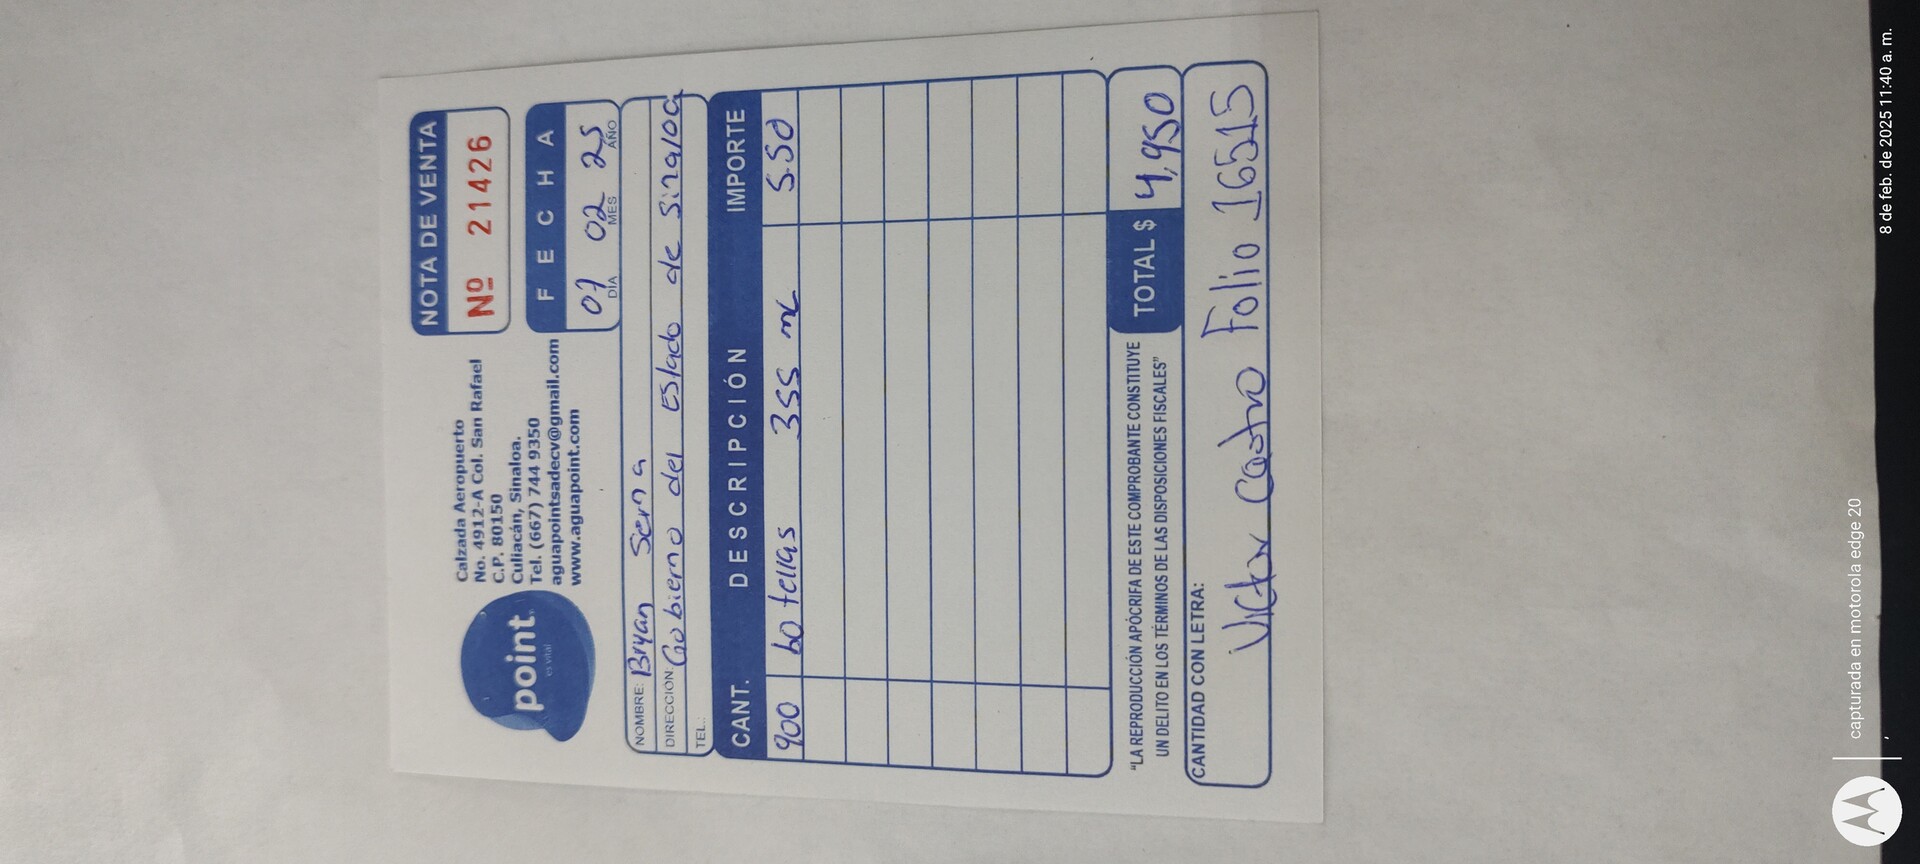 point
es vital
Calzada Aeropuerto
No. 4912-A Col. San Rafael
C.P. 80150
Culiacán, Sinaloa.
Tel. (667) 744 9350
aguapointsadecv@gmail.com
www.aguapoint.com
NOTA DE VENTA
Nº 21426
FECHA
07 02 25
DÍA MES AÑO
NOMBRE: Bryan Serna
DIRECCIÓN: Gobierno del Estado de Sinaloa
TEL.:
CANT. DESCRIPCIÓN IMPORTE
900 botellas 355 ml 5.50
"LA REPRODUCCIÓN APÓCRIFA DE ESTE COMPROBANTE CONSTITUYE
UN DELITO EN LOS TÉRMINOS DE LAS DISPOSICIONES FISCALES"
TOTAL $ 4,950
CANTIDAD CON LETRA:
Victor Castro Folio 16515
capturada en motorola edge 20
8 de feb. de 2025 11:40 a. m.